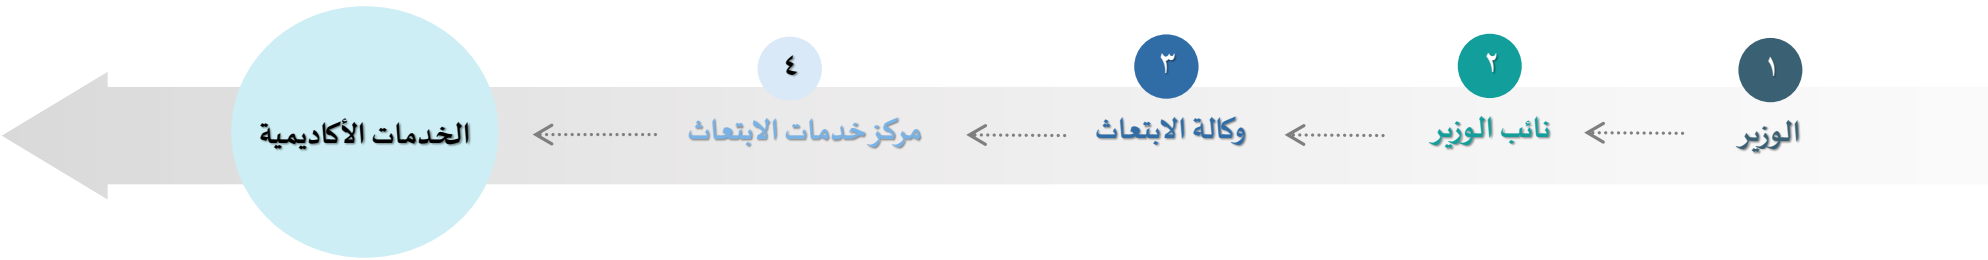 ١
الوزير
٢
نائب الوزير
٣
وكالة الابتعاث
٤
مركز خدمات الابتعاث
الخدمات الأكاديمية